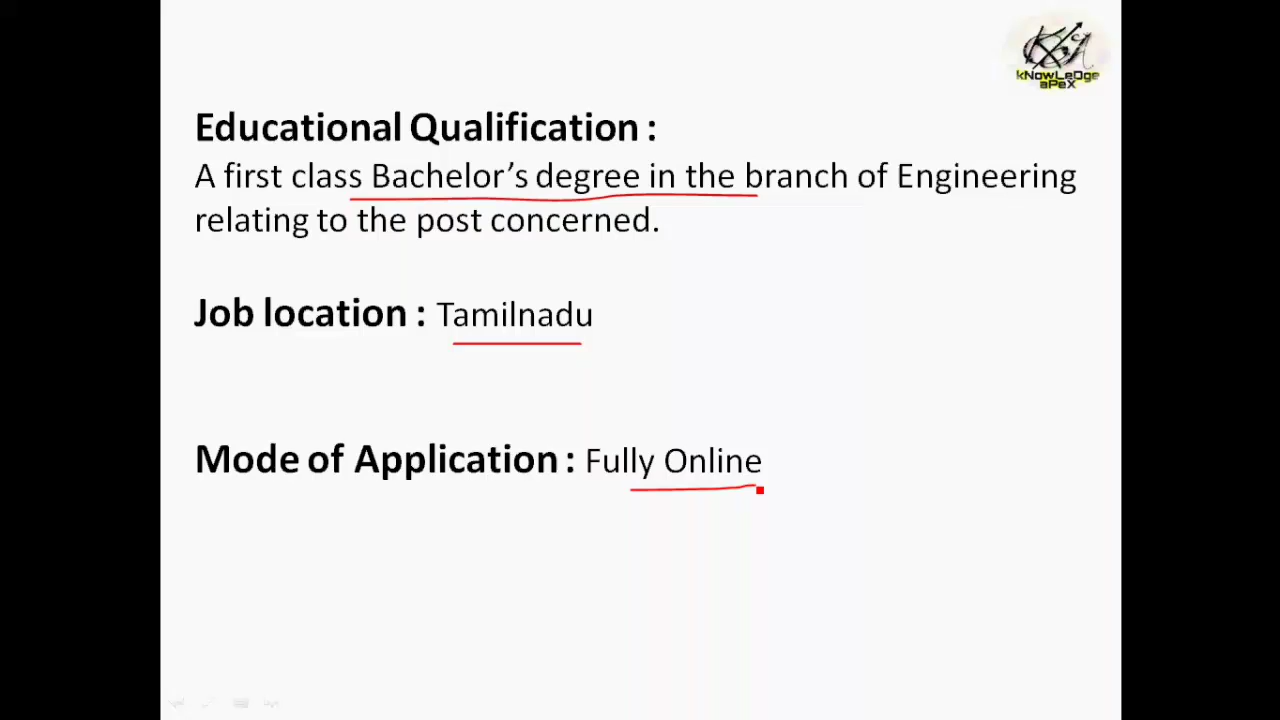 kNowLeDge
aPeX
Educational Qualification :
A first class Bachelor's degree in the branch of Engineering
relating to the post concerned.
Job location : Tamilnadu
Mode of Application : Fully Online